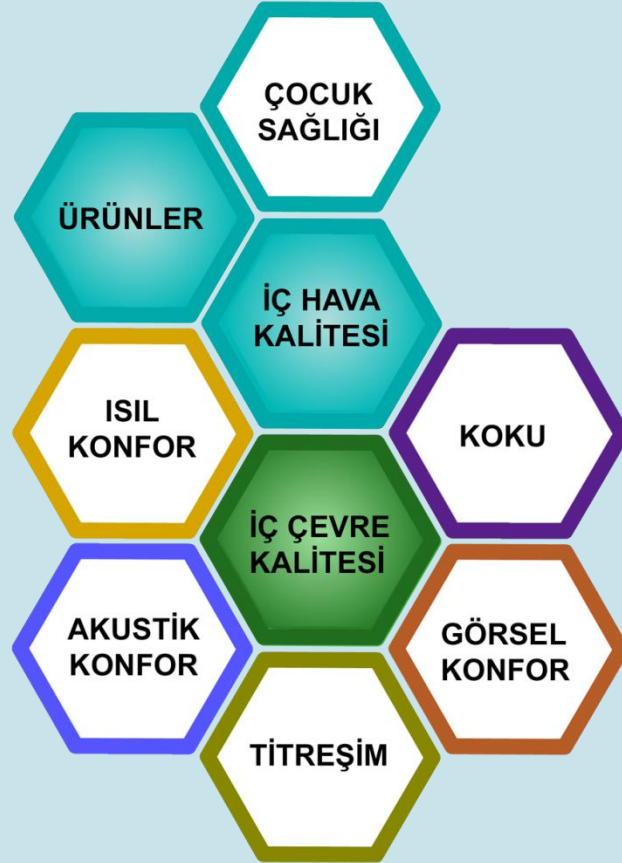 ÇOCUK
SAĞLIĞI
ÜRÜNLER
İÇ HAVA
KALİTESİ
ISIL
KONFOR
KOKU
İÇ ÇEVRE
KALİTESİ
AKUSTİK
KONFOR
GÖRSEL
KONFOR
TİTREŞİM